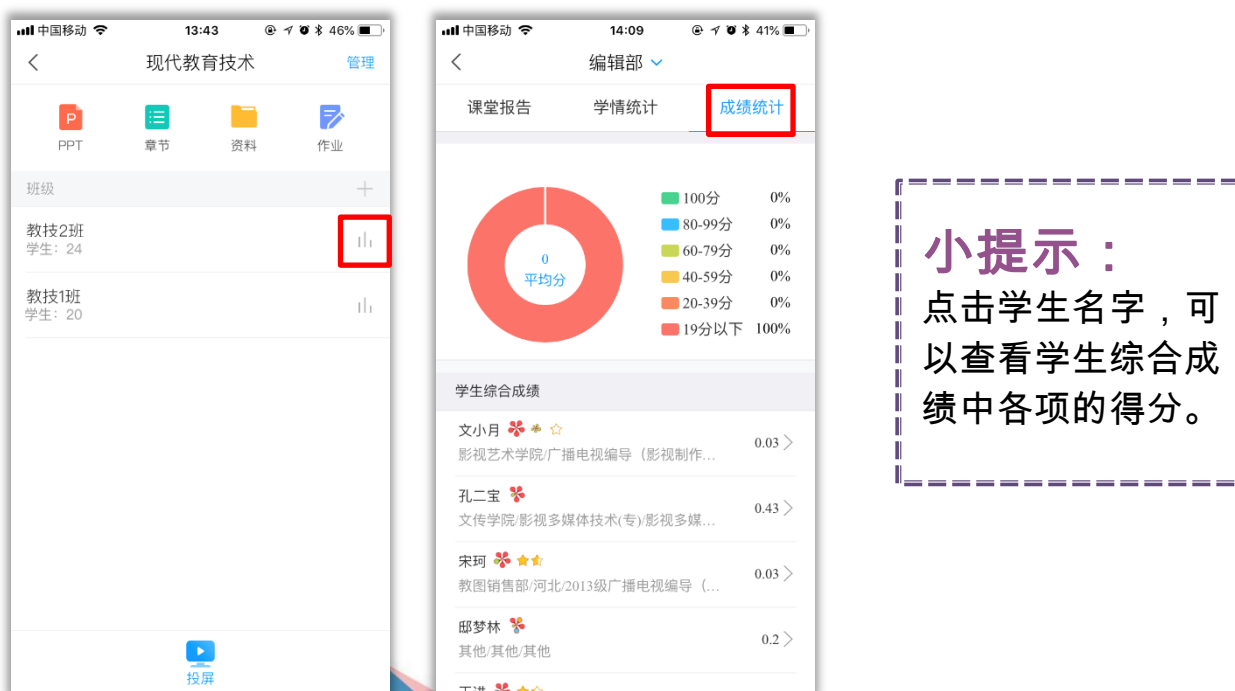 中国移动
13:43
46%
现代教育技术
管理
PPT
章节
资料
作业
班级
教技2班
学生：24
教技1班
学生：20
投屏
中国移动
14:09
41%
编辑部
课堂报告
学情统计
成绩统计
0
平均分
100分 0%
80-99分 0%
60-79分 0%
40-59分 0%
20-39分 0%
19分以下 100%
学生综合成绩
文小月
0.03
影视艺术学院/广播电视编导（影视制作...
孔二宝
0.43
文传学院/影视多媒体技术(专)/影视多媒...
宋珂
0.03
教图销售部/河北/2013级广播电视编导（...
邸梦林
0.2
其他/其他/其他
小提示：
点击学生名字，可
以查看学生综合成
绩中各项的得分。